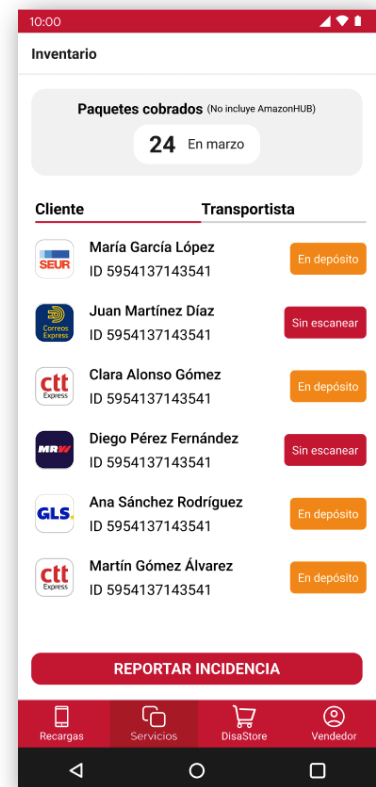 10:00
Inventario
Paquetes cobrados (No incluye AmazonHUB)
24 En marzo
Cliente Transportista
SEUR
María García López
ID 5954137143541
En depósito
Correos
Express
Juan Martínez Díaz
ID 5954137143541
Sin escanear
ctt
Express
Clara Alonso Gómez
ID 5954137143541
En depósito
MRW
Diego Pérez Fernández
ID 5954137143541
Sin escanear
GLS.
Ana Sánchez Rodríguez
ID 5954137143541
En depósito
ctt
Express
Martín Gómez Álvarez
ID 5954137143541
En depósito
REPORTAR INCIDENCIA
Recargas Servicios DisaStore Vendedor